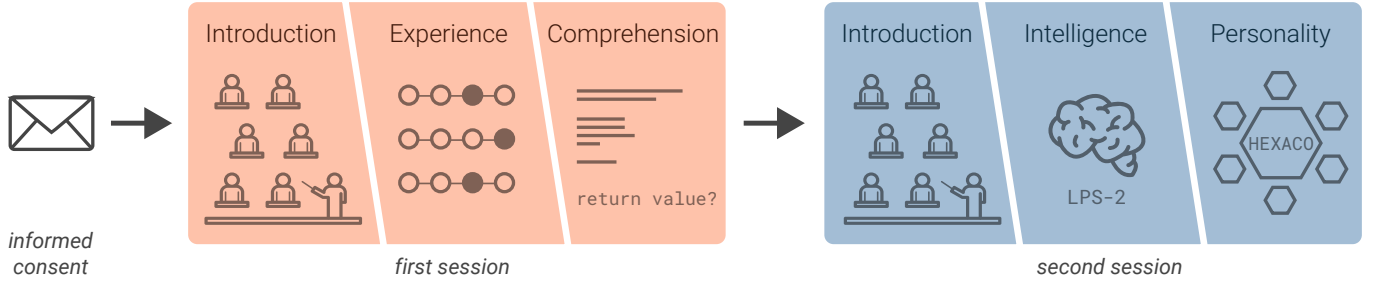 Introduction
Experience
Comprehension
return value?
Introduction
Intelligence
Personality
LPS-2
HEXACO
informed
consent
first session
second session